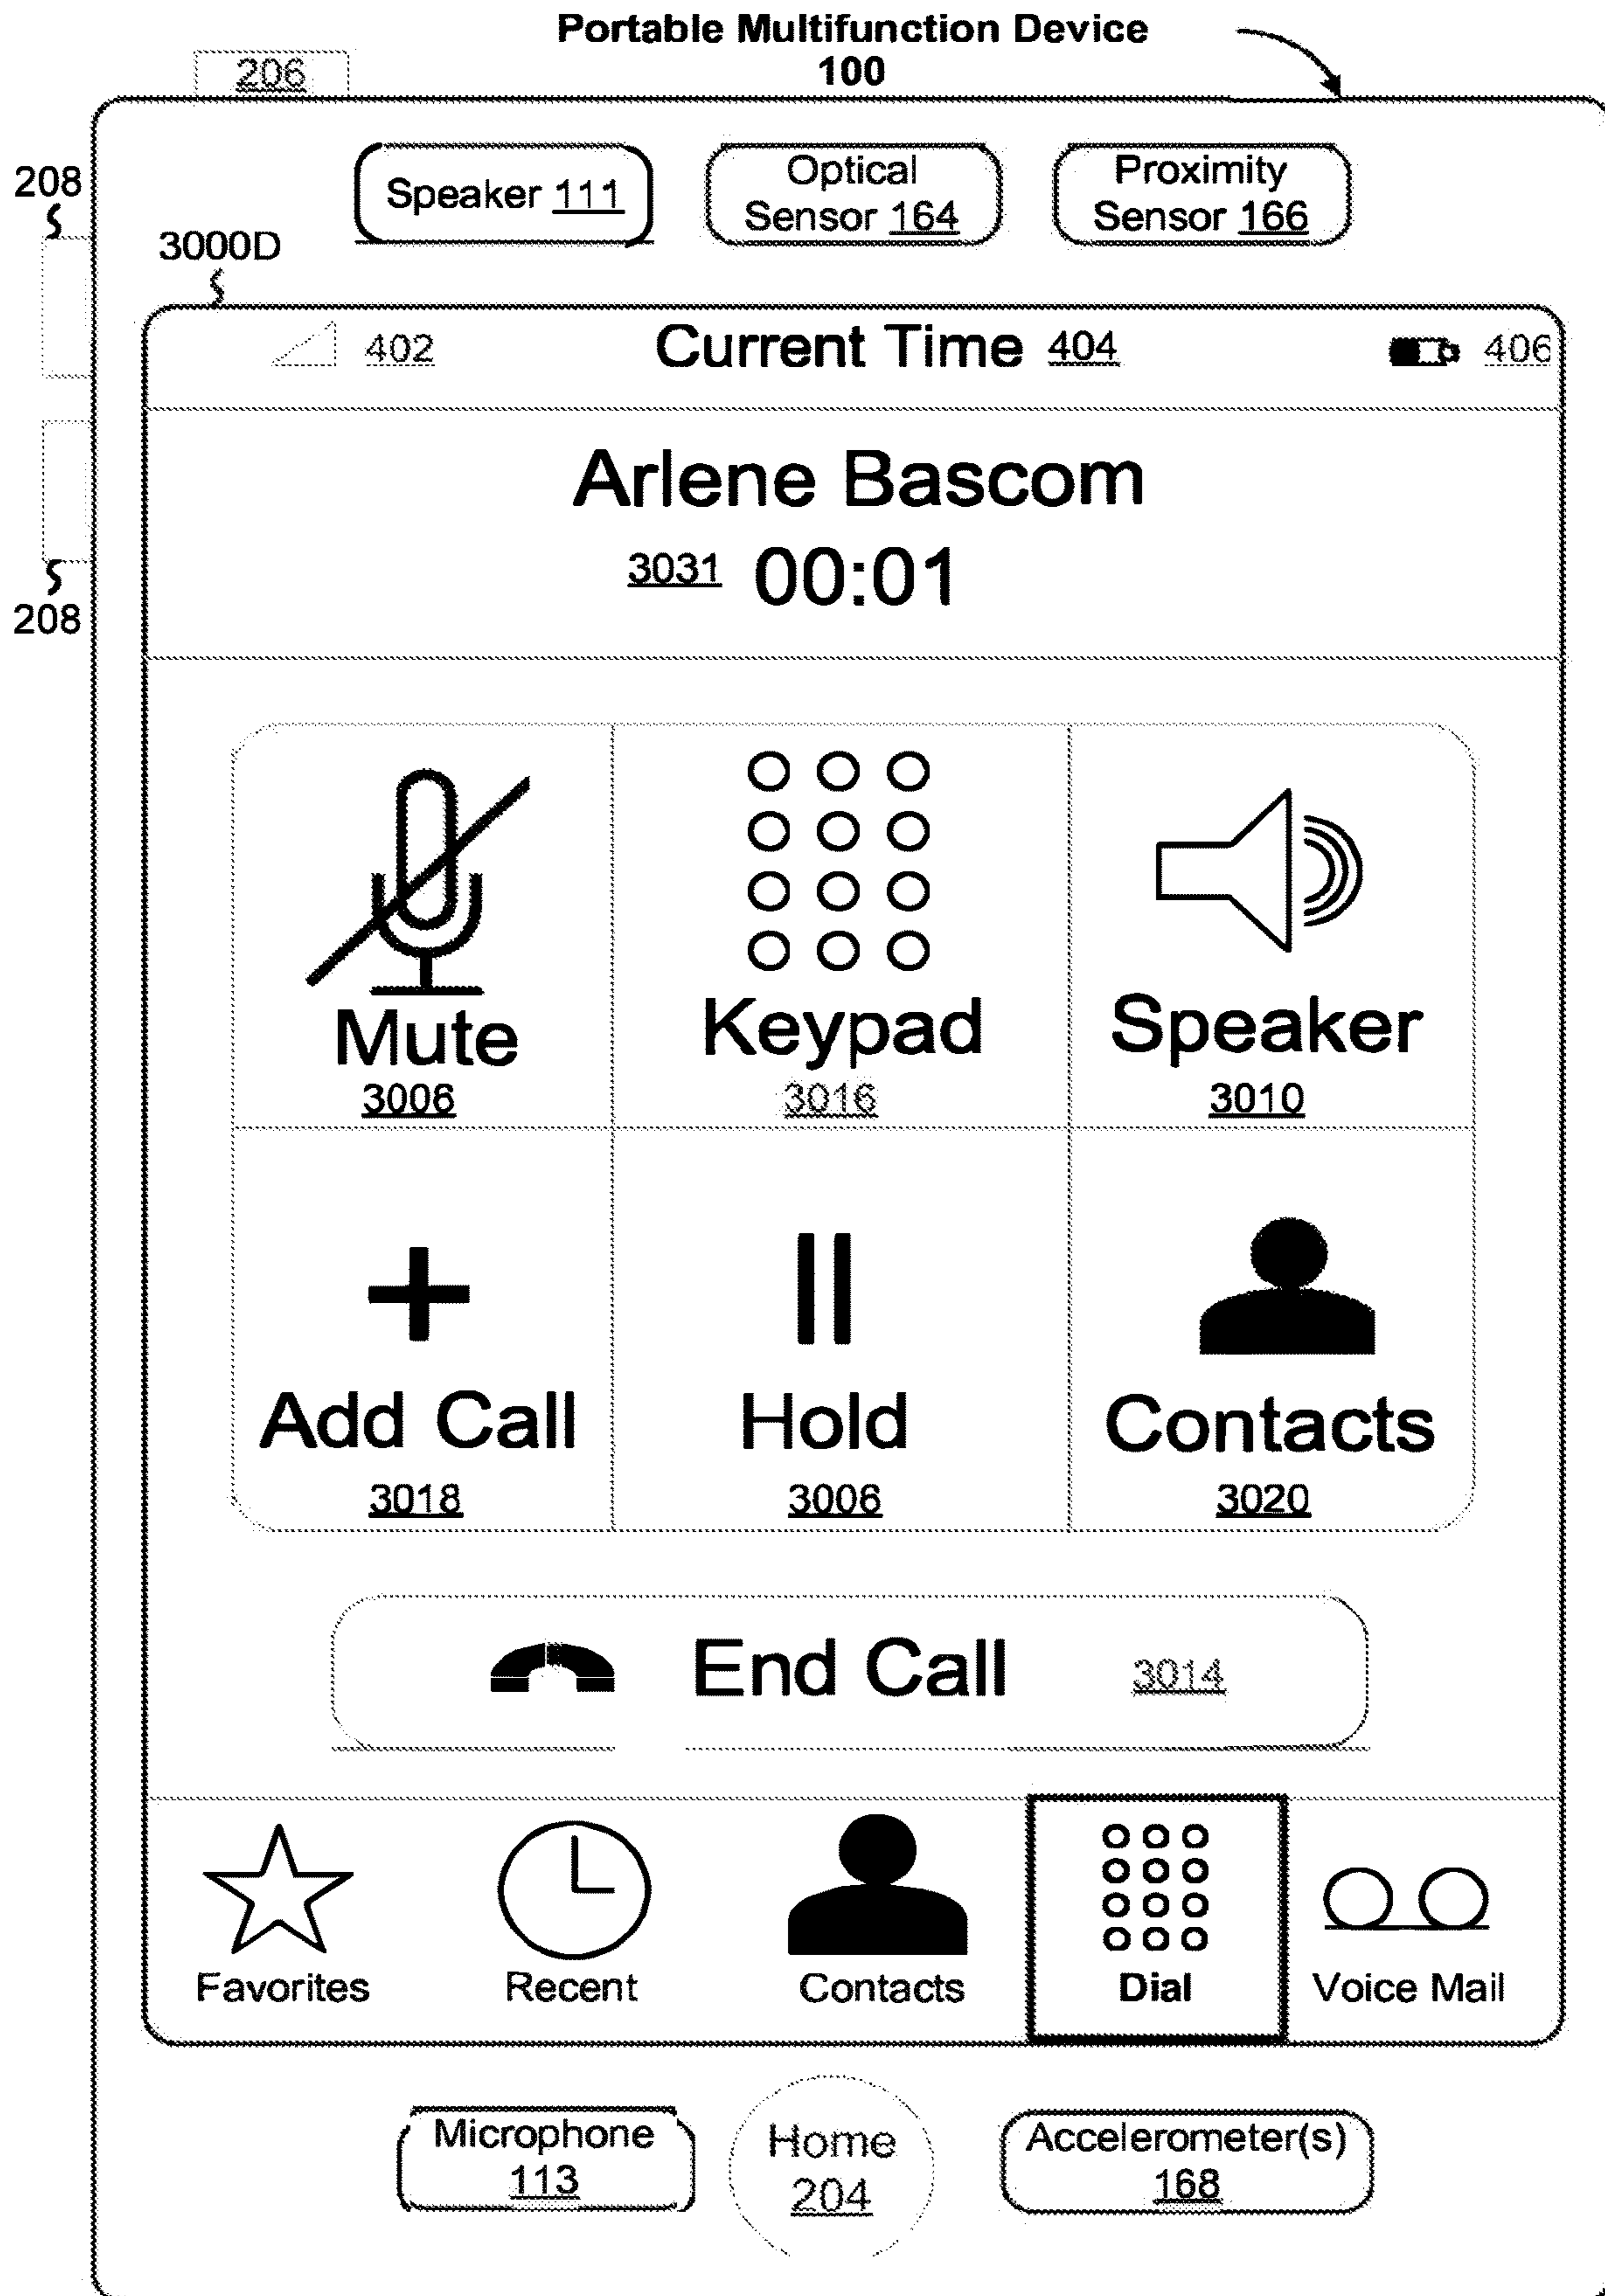 Portable Multifunction Device
100
206
208
Speaker 111
Optical
Sensor 164
Proximity
Sensor 166
3000D
402
Current Time 404
406
Arlene Bascom
3031 00:01
208
Mute
3006
Keypad
3016
Speaker
3010
Add Call
3018
Hold
3006
Contacts
3020
End Call 3014
Favorites
Recent
Contacts
Dial
Voice Mail
Microphone
113
Home
204
Accelerometer(s)
168